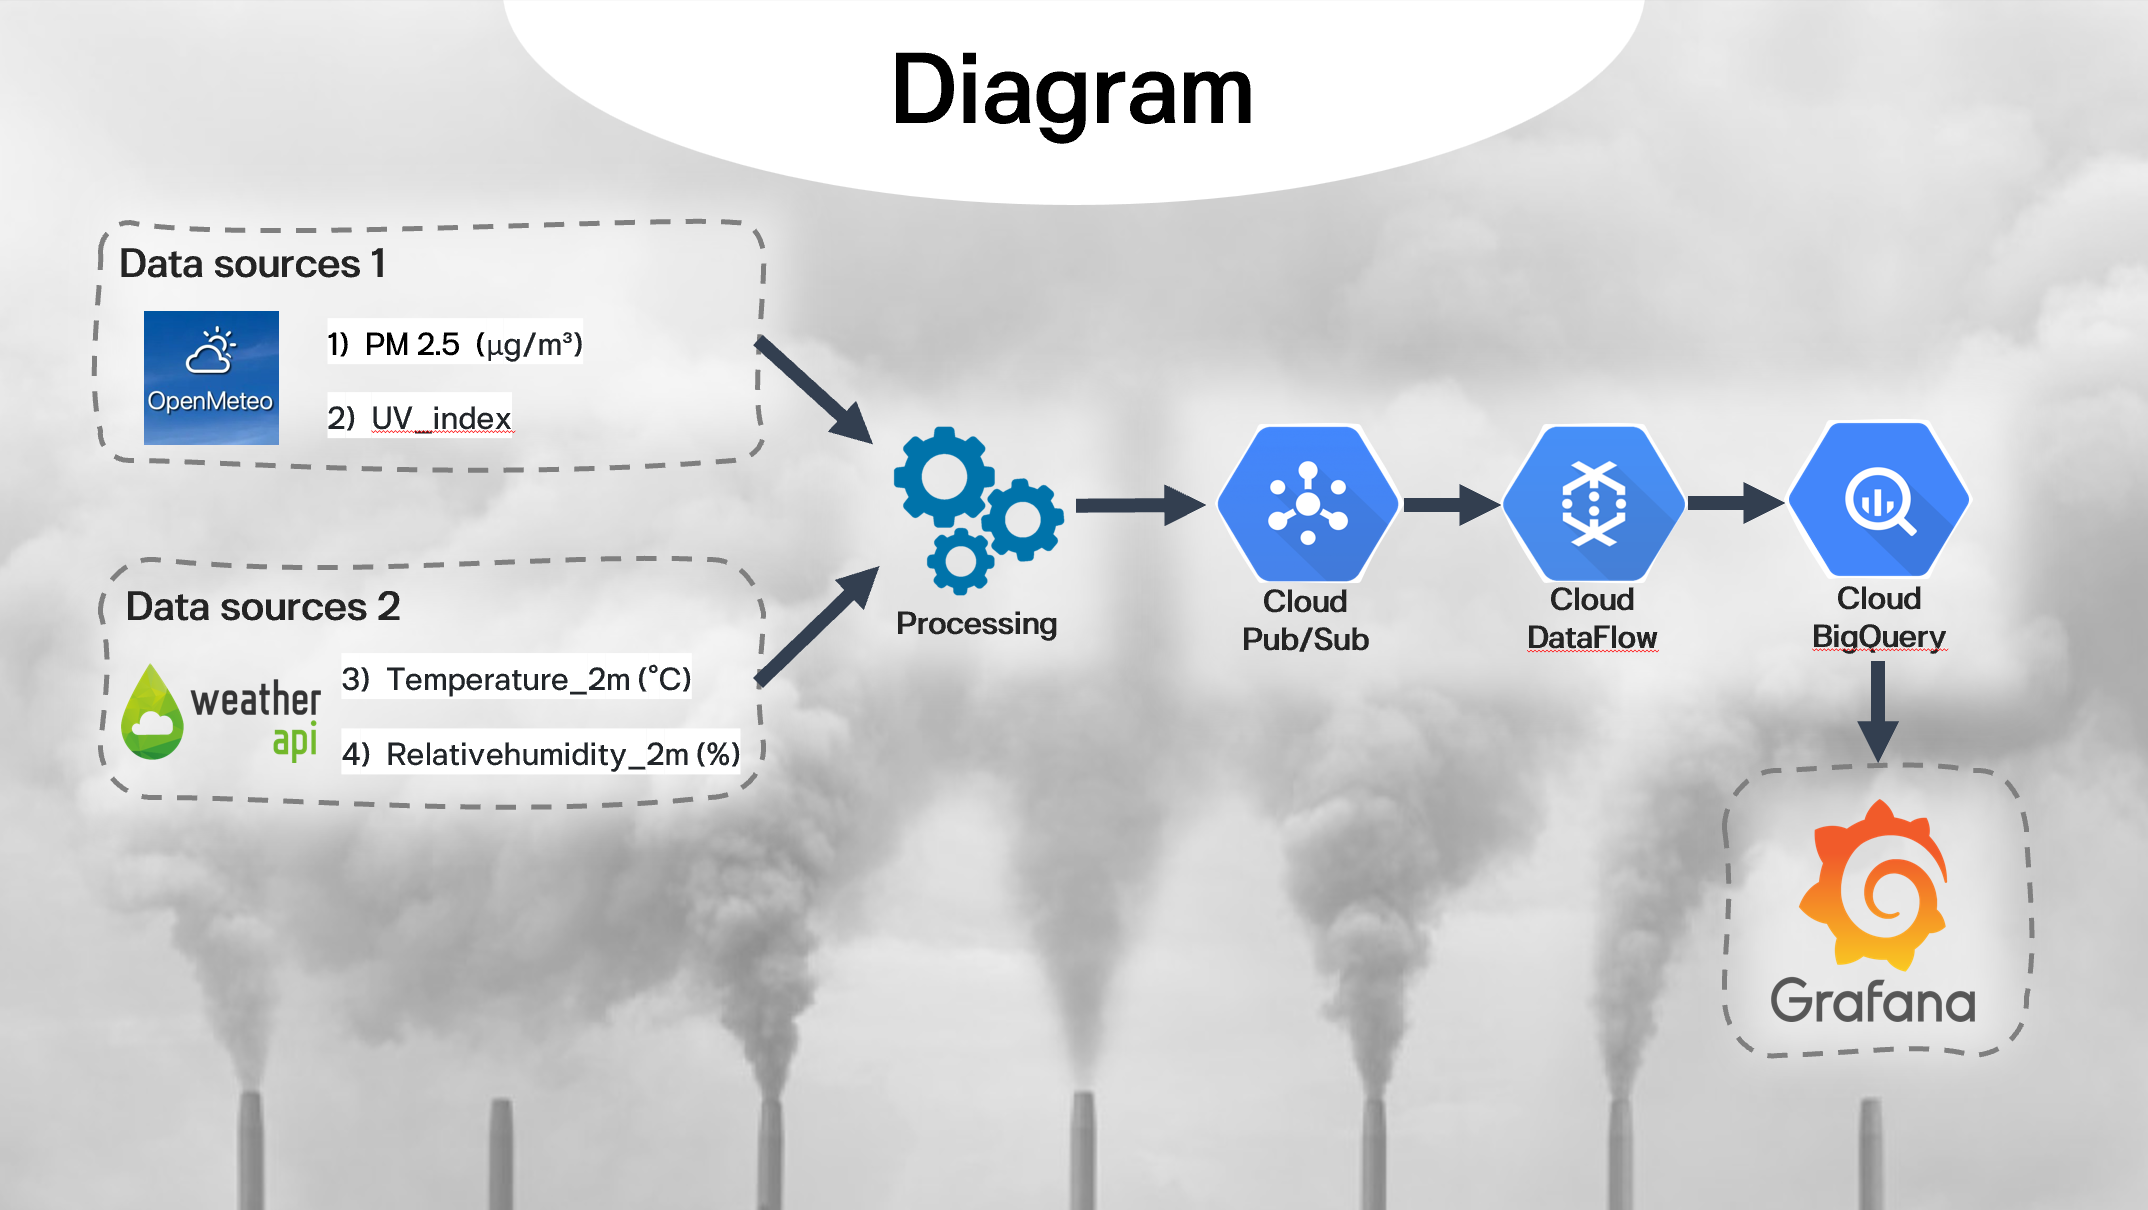 Diagram
Data sources 1
OpenMeteo
1) PM 2.5 (µg/m³)
2) UV_index
Data sources 2
weather
api
3) Temperature_2m (°C)
4) Relativehumidity_2m (%)
Processing
Cloud
Pub/Sub
Cloud
DataFlow
Cloud
BigQuery
Grafana